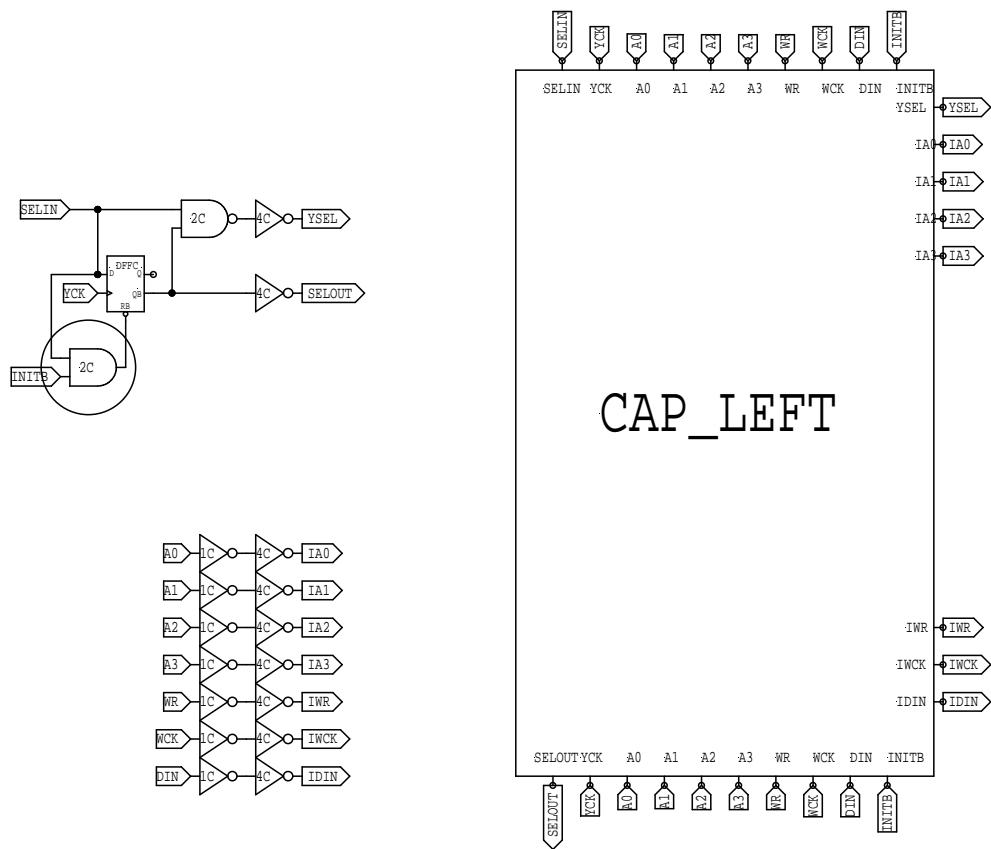 SELIN YCK A0 A1 A2 A3 WR WCK DIN INITB
SELIN YCK A0 A1 A2 A3 WR WCK DIN INITB
YSEL YSEL
IA0 IA0
IA1 IA1
IA2 IA2
IA3 IA3
SELIN 2C 4C YSEL
DFFC
D Q
YCK QB 4C SELOUT
RB
2C
INITB
CAP_LEFT
A0 1C 4C IA0
A1 1C 4C IA1
A2 1C 4C IA2
A3 1C 4C IA3
WR 1C 4C IWR
WCK 1C 4C IWCK
DIN 1C 4C IDIN
IWR IWR
IWCK IWCK
IDIN IDIN
SELOUT YCK A0 A1 A2 A3 WR WCK DIN INITB
SELOUT YCK A0 A1 A2 A3 WR WCK DIN INITB